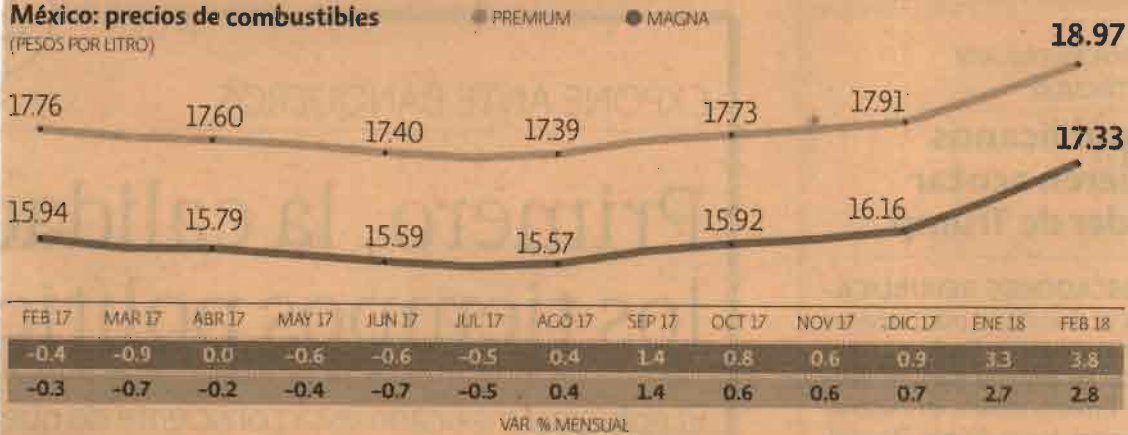 México: precios de combustibles
PREMIUM MAGNA
(PESOS POR LITRO)
17.76 17.60 17.40 17.39 17.73 17.91 18.97
15.94 15.79 15.59 15.57 15.92 16.16 17.33
FEB 17 MAR 17 ABR 17 MAY 17 JUN 17 JUL 17 AGO 17 SEP 17 OCT 17 NOV 17 DIC 17 ENE 18 FEB 18
-0.4 -0.9 0.0 -0.6 -0.6 -0.5 0.4 1.4 0.8 0.6 0.9 3.3 3.8
-0.3 -0.7 -0.2 -0.4 -0.7 -0.5 0.4 1.4 0.6 0.6 0.7 2.7 2.8
VAR. % MENSUAL